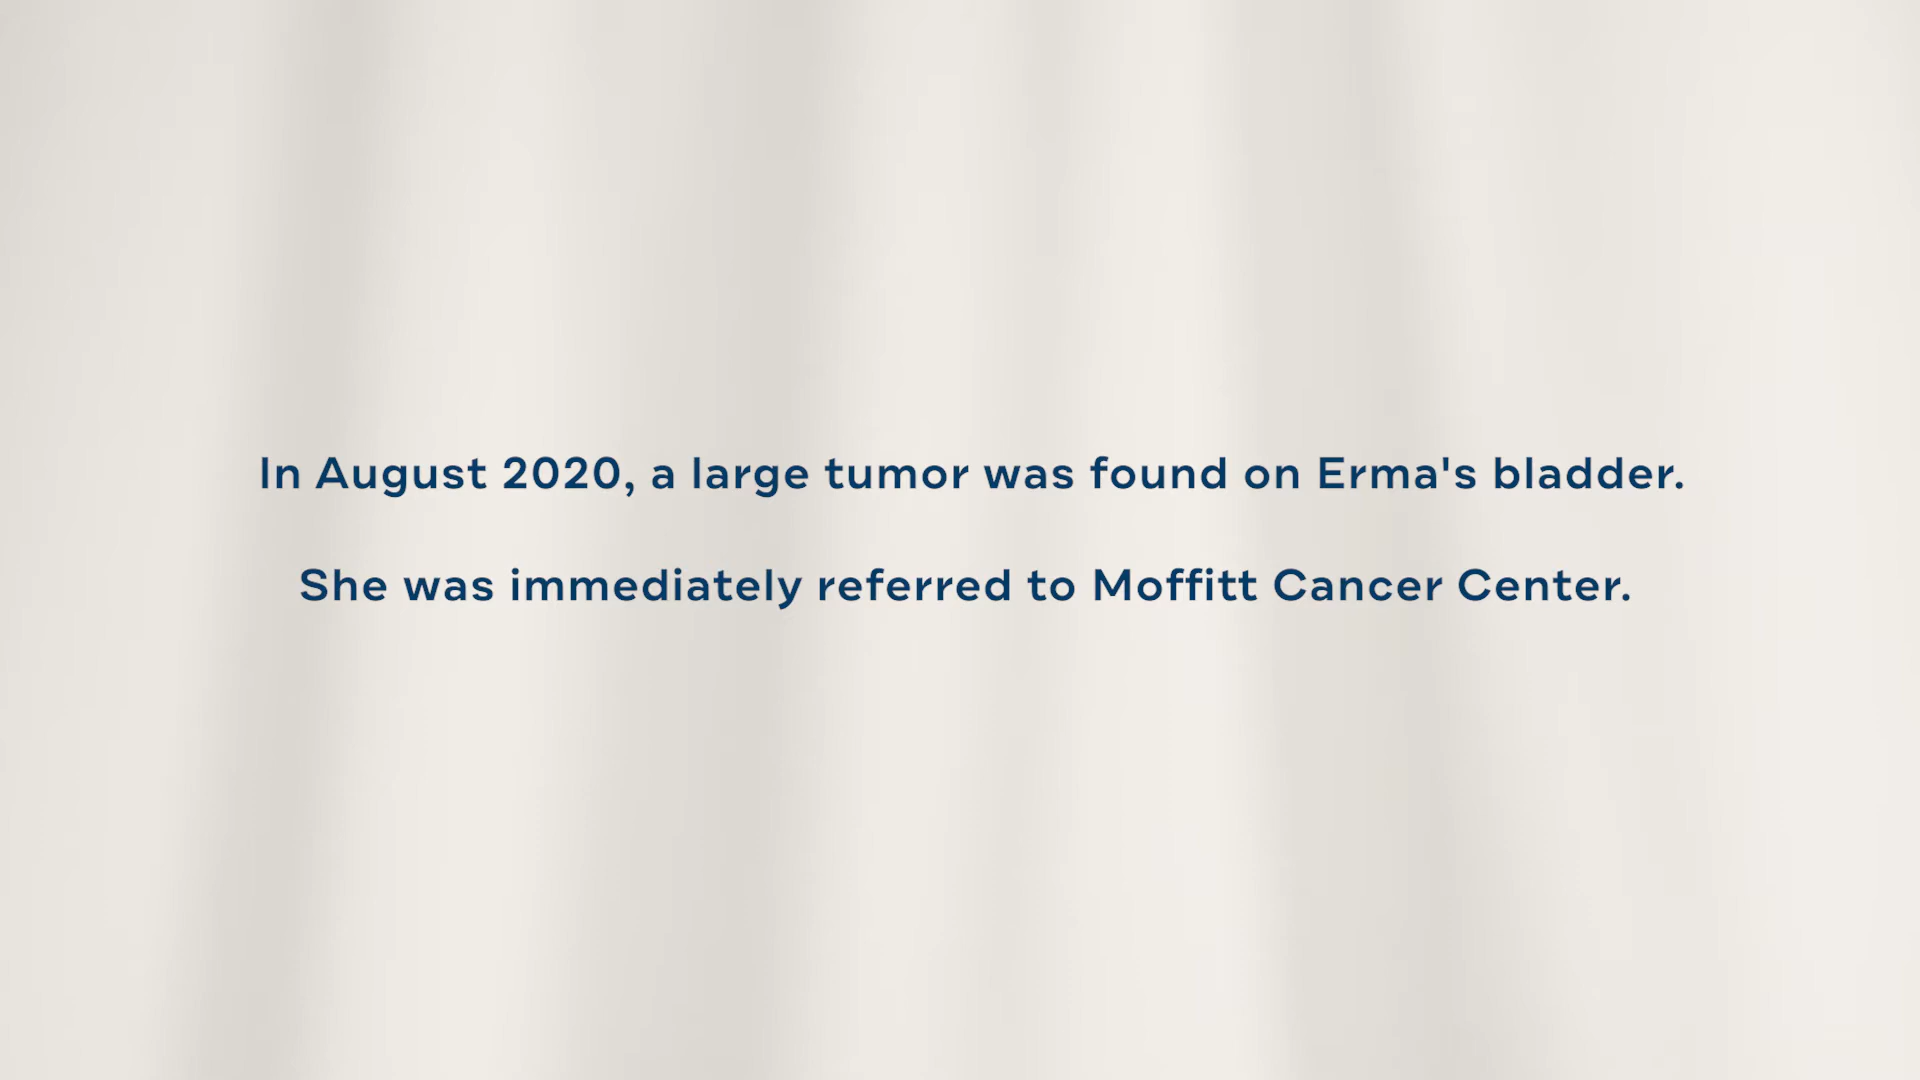 In August 2020, a large tumor was found on Erma's bladder.
She was immediately referred to Moffitt Cancer Center.